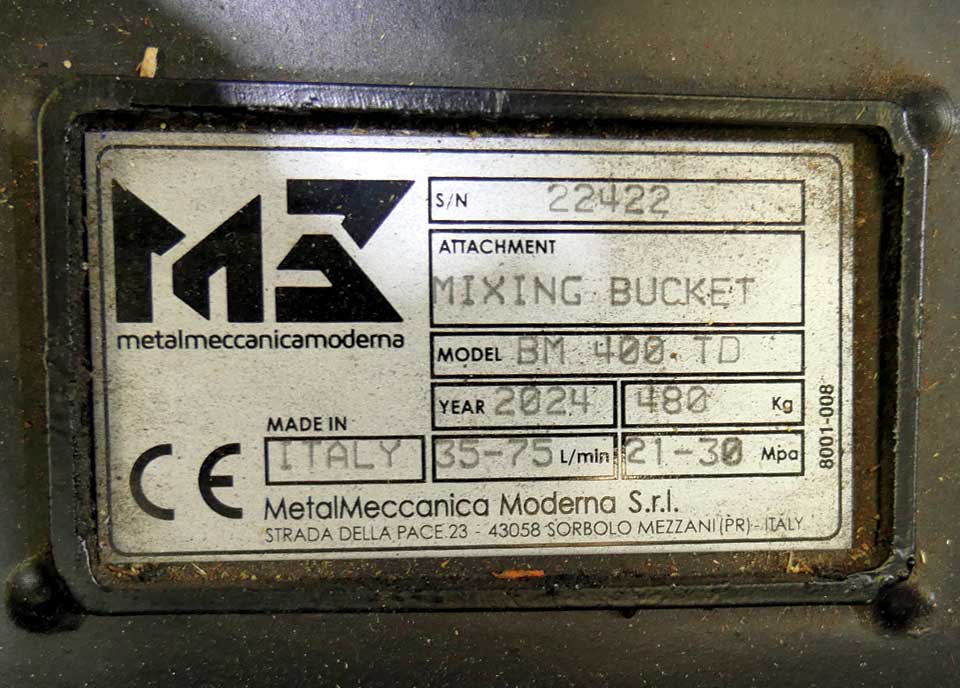 M3
metalmeccanicamoderna
S/N 22422
ATTACHMENT
MIXING BUCKET
MODEL BM 400.TD
YEAR 2024 480 Kg
MADE IN
ITALY 35-75 L/min 21-30 Mpa
8001-008
CE
MetalMeccanica Moderna S.r.l.
STRADA DELLA PACE 23 - 43058 SORBOLO MEZZANI (PR) - ITALY